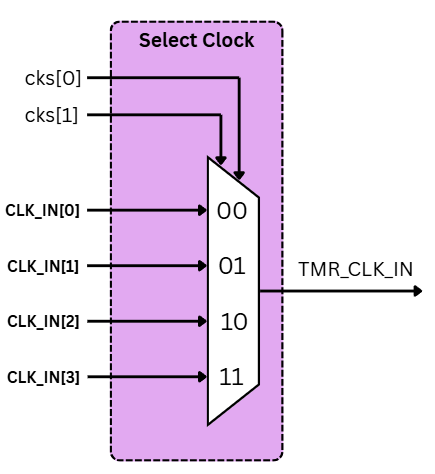 Select Clock
cks[0]
cks[1]
CLK_IN[0]
00
CLK_IN[1]
01
TMR_CLK_IN
CLK_IN[2]
10
CLK_IN[3]
11